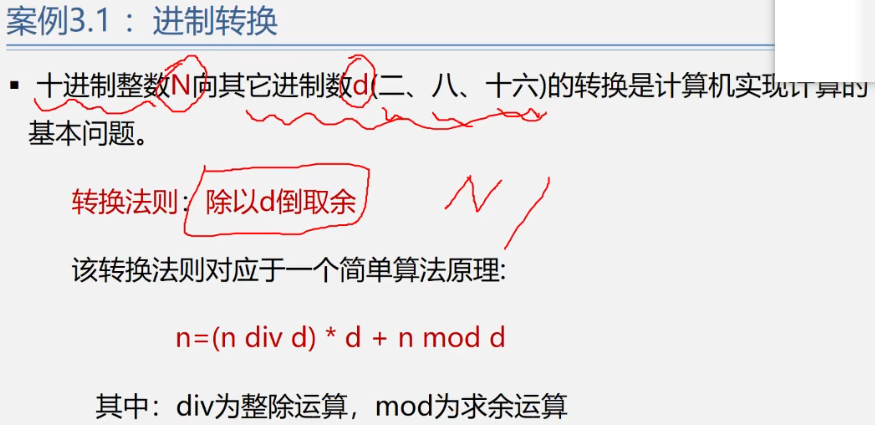 案例3.1 ：进制转换
▪ 十进制整数N向其它进制数d(二、八、十六)的转换是计算机实现计算的
基本问题。
转换法则：除以d倒取余
N/
该转换法则对应于一个简单算法原理:
n=(n div d) * d + n mod d
其中：div为整除运算，mod为求余运算